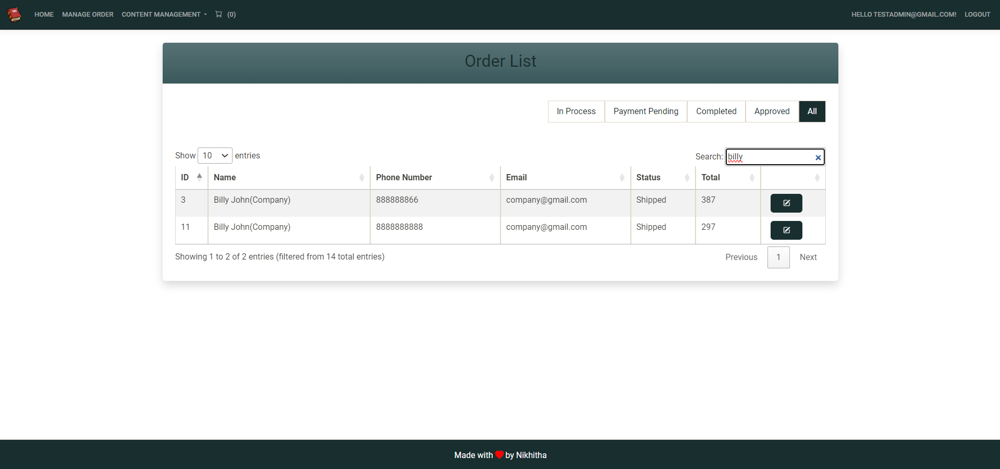 HOME MANAGE ORDER CONTENT MANAGEMENT (0) HELLO TESTADMIN@GMAIL.COM! LOGOUT
Order List
In Process Payment Pending Completed Approved All
Show 10 entries Search: billy
ID Name Phone Number Email Status Total
3 Billy John(Company) 888888866 company@gmail.com Shipped 387
11 Billy John(Company) 8888888888 company@gmail.com Shipped 297
Showing 1 to 2 of 2 entries (filtered from 14 total entries) Previous 1 Next
Made with ❤ by Nikhitha